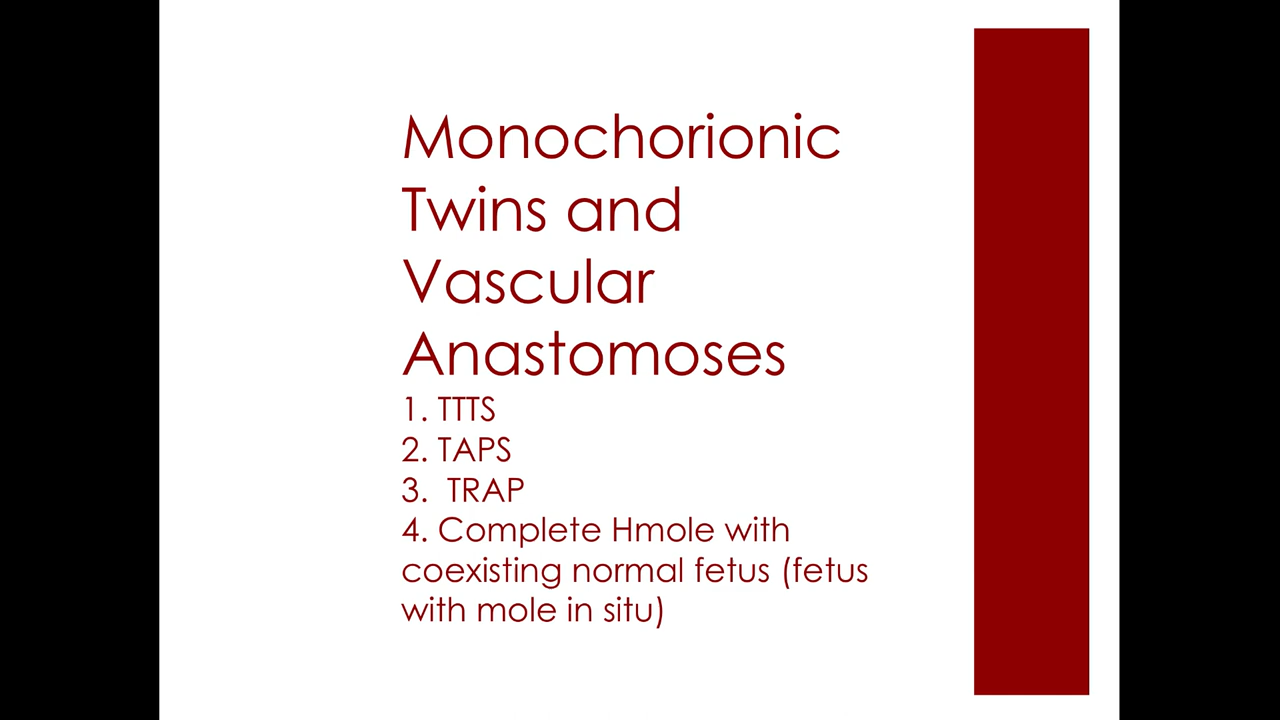 Monochorionic
Twins and
Vascular
Anastomoses
1. TTTS
2. TAPS
3.  TRAP
4. Complete Hmole with
coexisting normal fetus (fetus
with mole in situ)